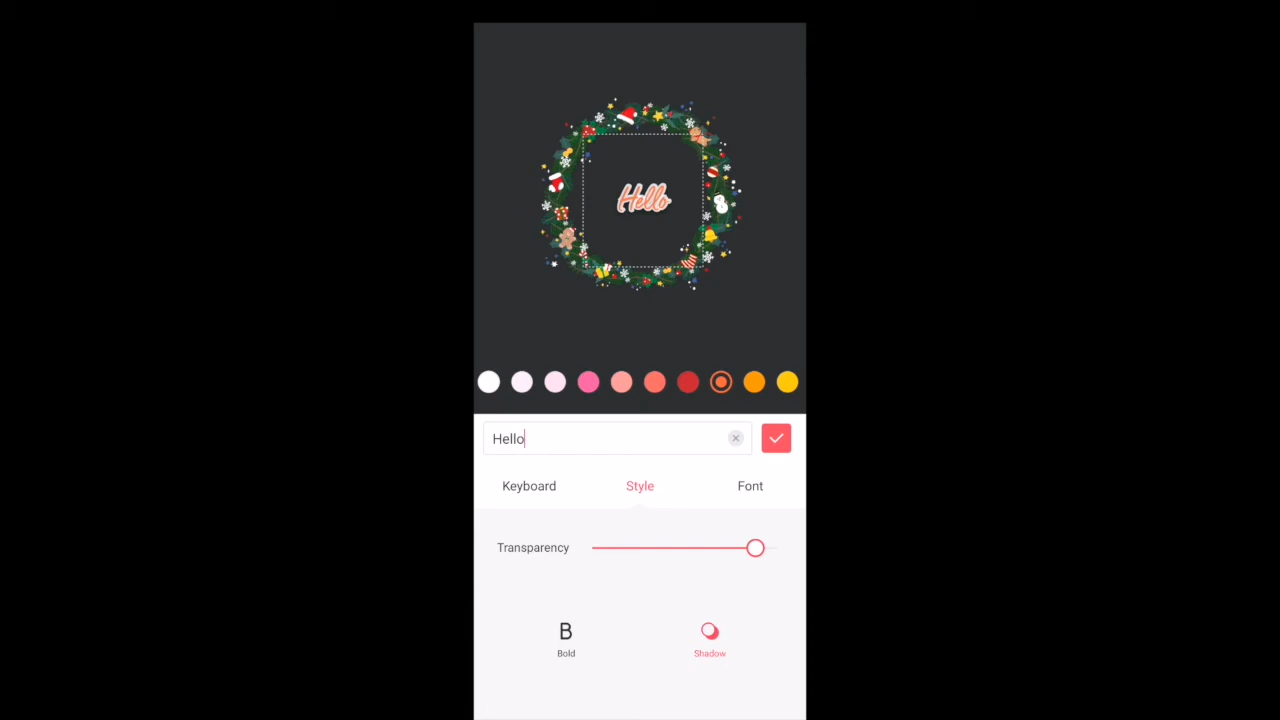 Hello
Hello
Keyboard Style Font
Transparency
B
Bold Shadow